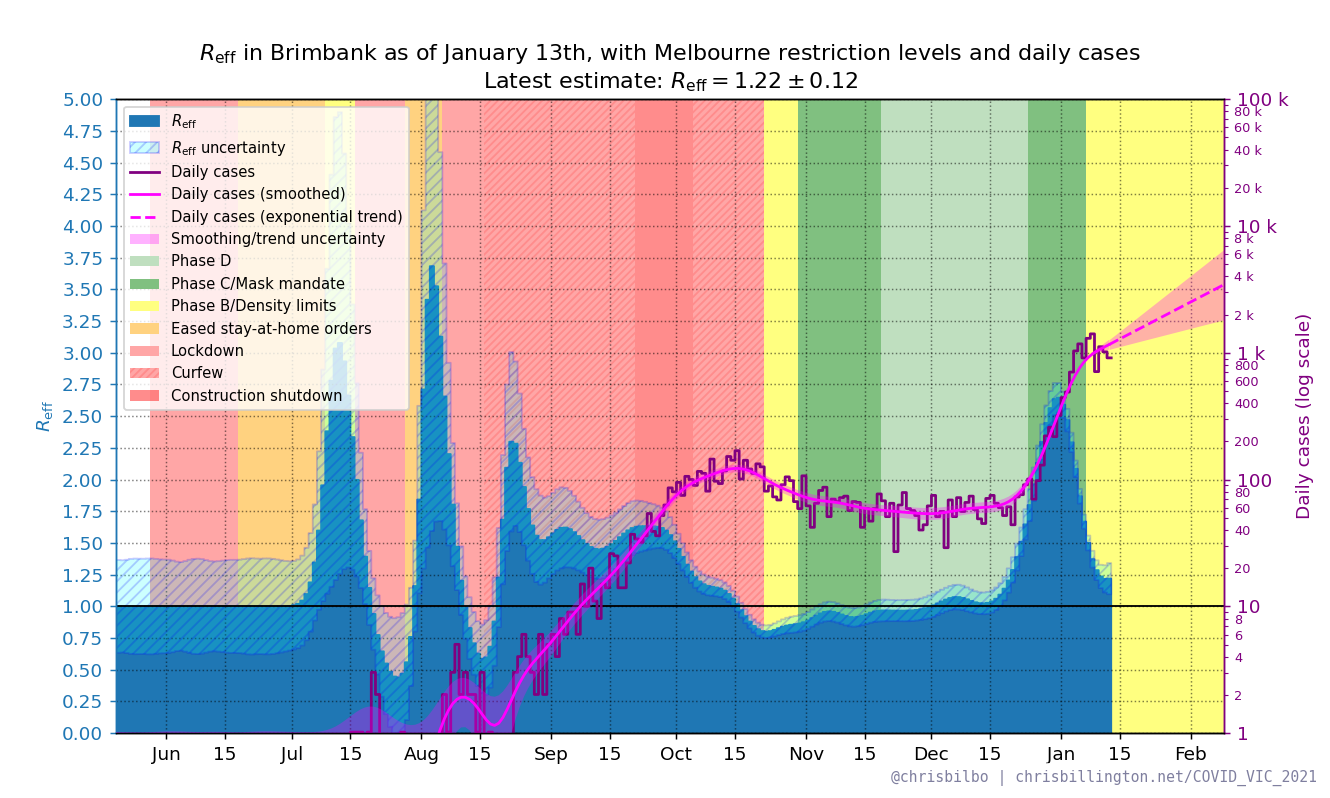 Reff in Brimbank as of January 13th, with Melbourne restriction levels and daily cases
Latest estimate: Reff = 1.22 ± 0.12
5.00
4.75
4.50
4.25
4.00
3.75
3.50
3.25
3.00
2.75
2.50
2.25
2.00
1.75
1.50
1.25
1.00
0.75
0.50
0.25
0.00
Reff
Reff
Reff uncertainty
Daily cases
Daily cases (smoothed)
Daily cases (exponential trend)
Smoothing/trend uncertainty
Phase D
Phase C/Mask mandate
Phase B/Density limits
Eased stay-at-home orders
Lockdown
Curfew
Construction shutdown
100 k
80 k
60 k
40 k
20 k
10 k
8 k
6 k
4 k
2 k
1 k
800
600
400
200
100
80
60
40
20
10
8
6
4
2
1
Daily cases (log scale)
Jun 15 Jul 15 Aug 15 Sep 15 Oct 15 Nov 15 Dec 15 Jan 15 Feb
@chrisbilbo | chrisbillington.net/COVID_VIC_2021